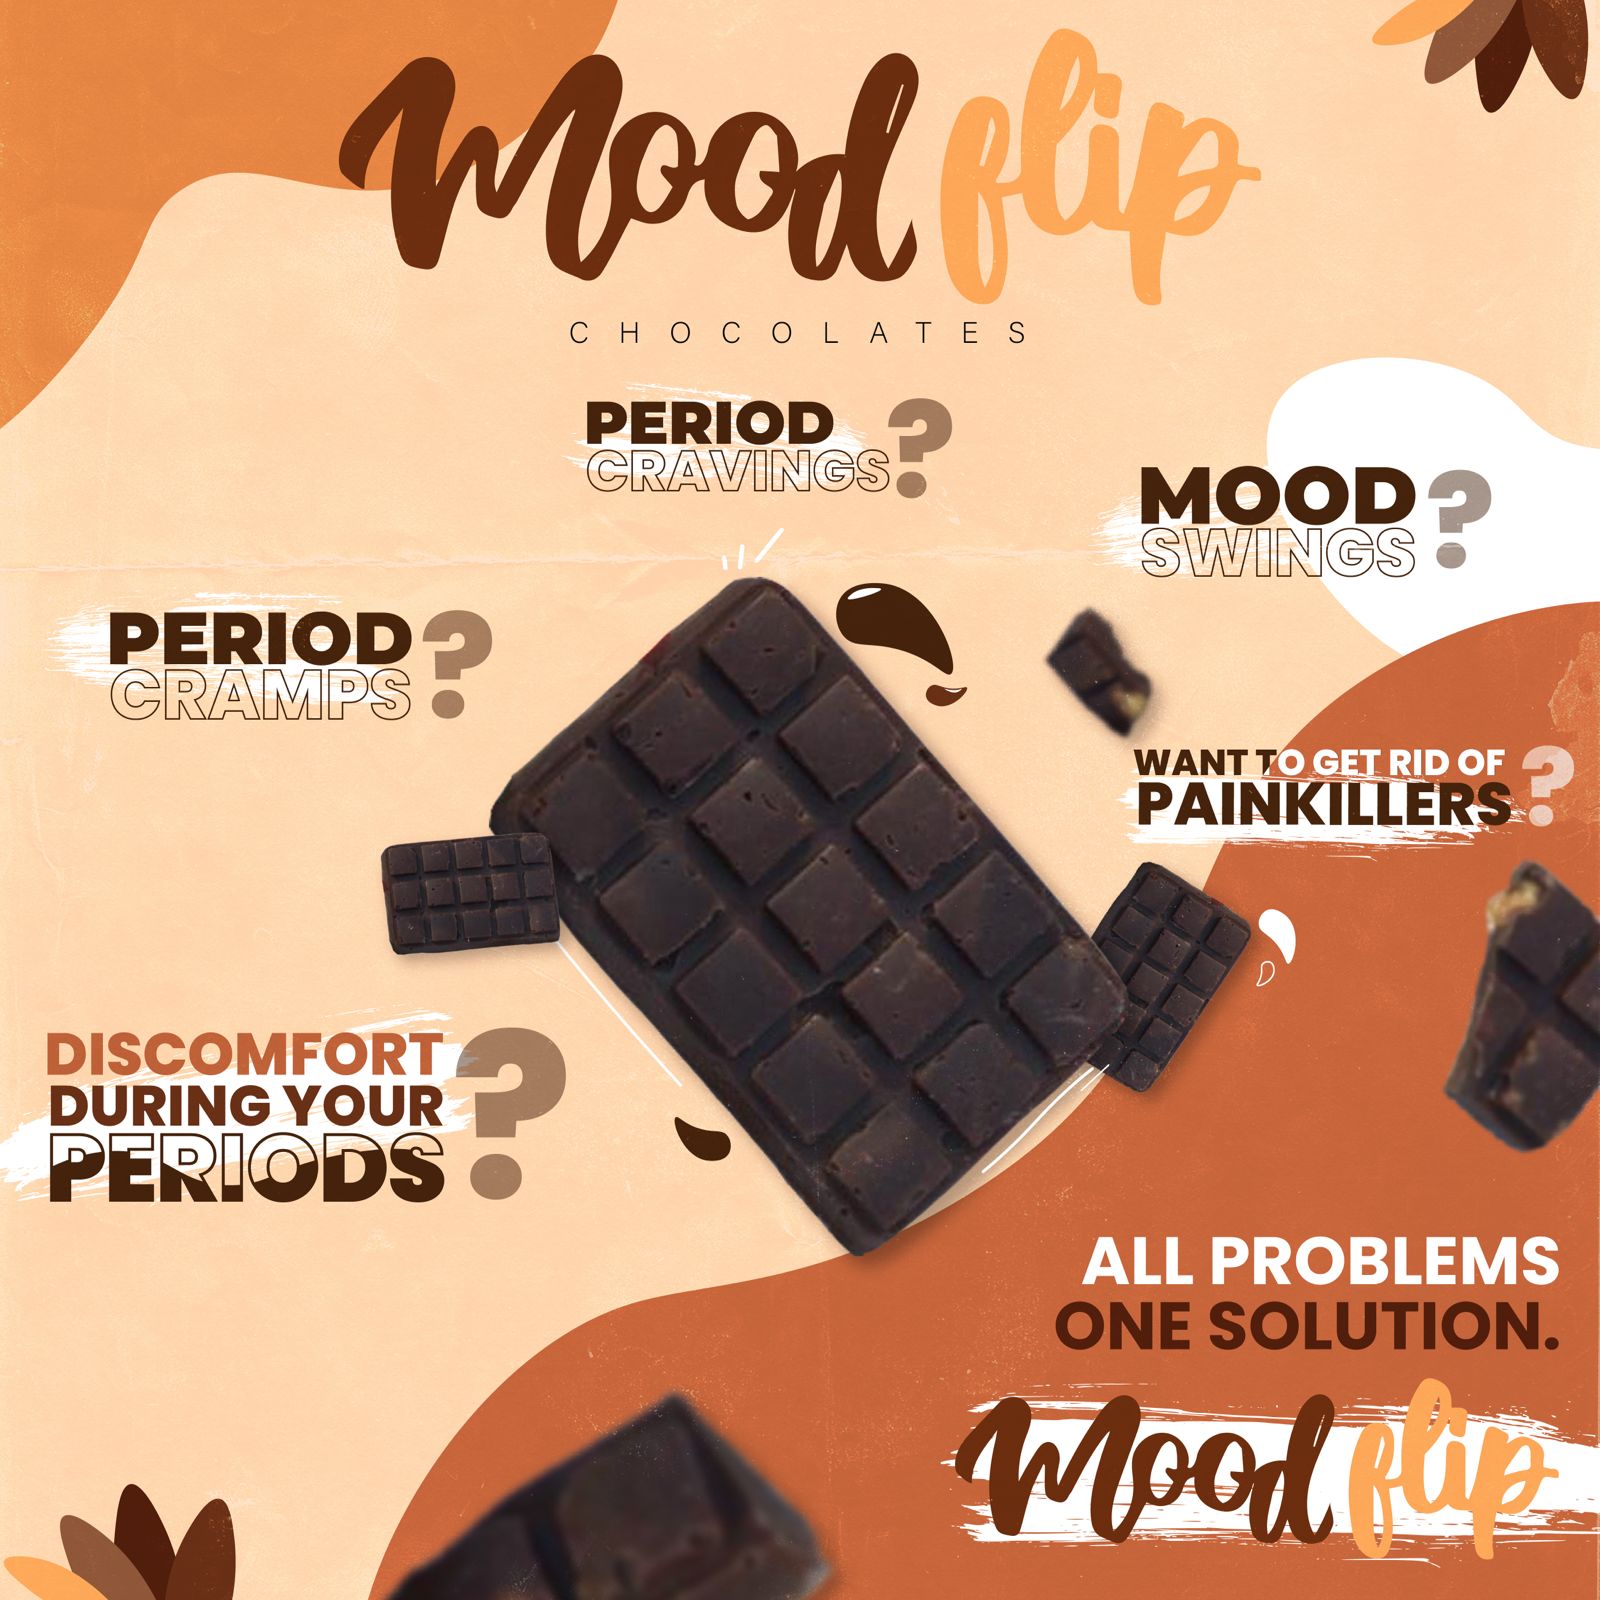 Mood flip
CHOCOLATES
PERIOD
CRAVINGS?
MOOD
SWINGS?
PERIOD
CRAMPS?
WANT TO GET RID OF
PAINKILLERS?
DISCOMFORT
DURING YOUR
PERIODS?
ALL PROBLEMS
ONE SOLUTION.
Mood flip